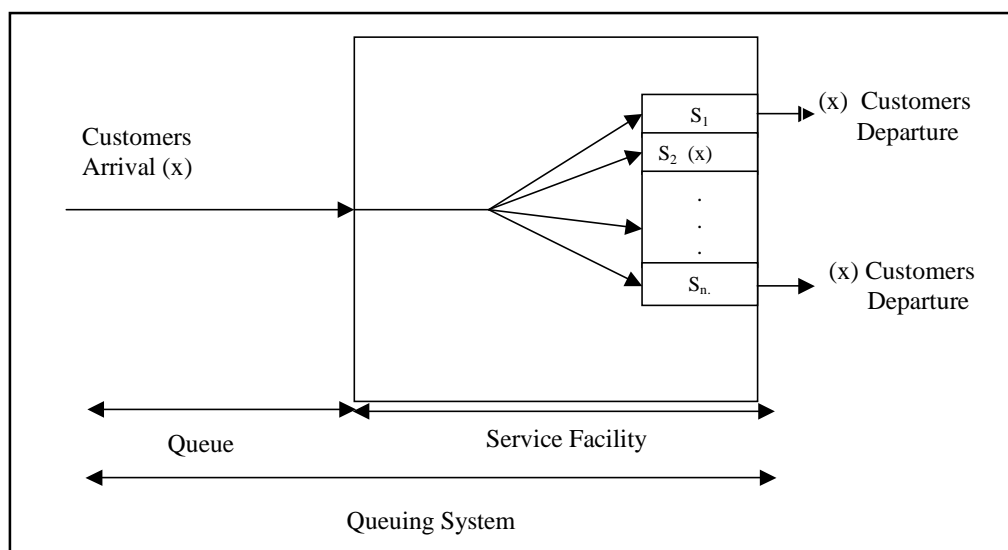 Customers
Arrival (x)
S1
S2 (x)
.
.
.
Sn.
(x) Customers
Departure
(x) Customers
Departure
Queue
Service Facility
Queuing System